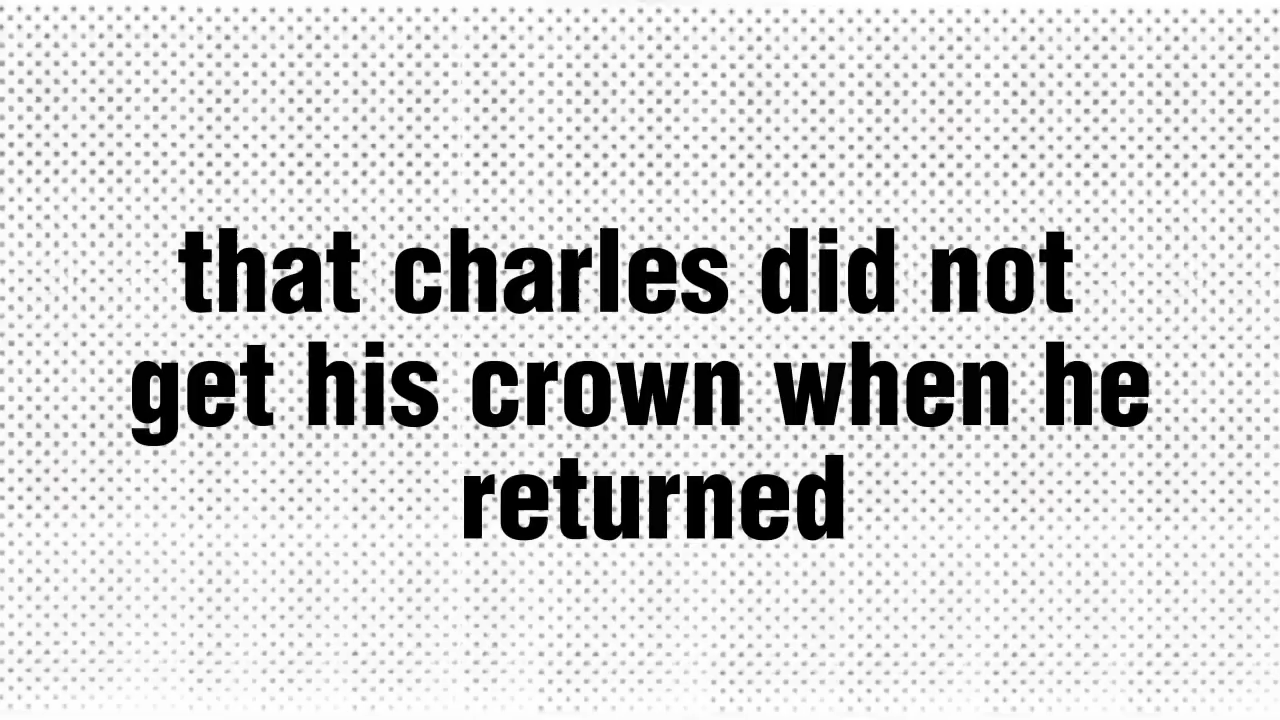 that charles did not
get his crown when he
returned